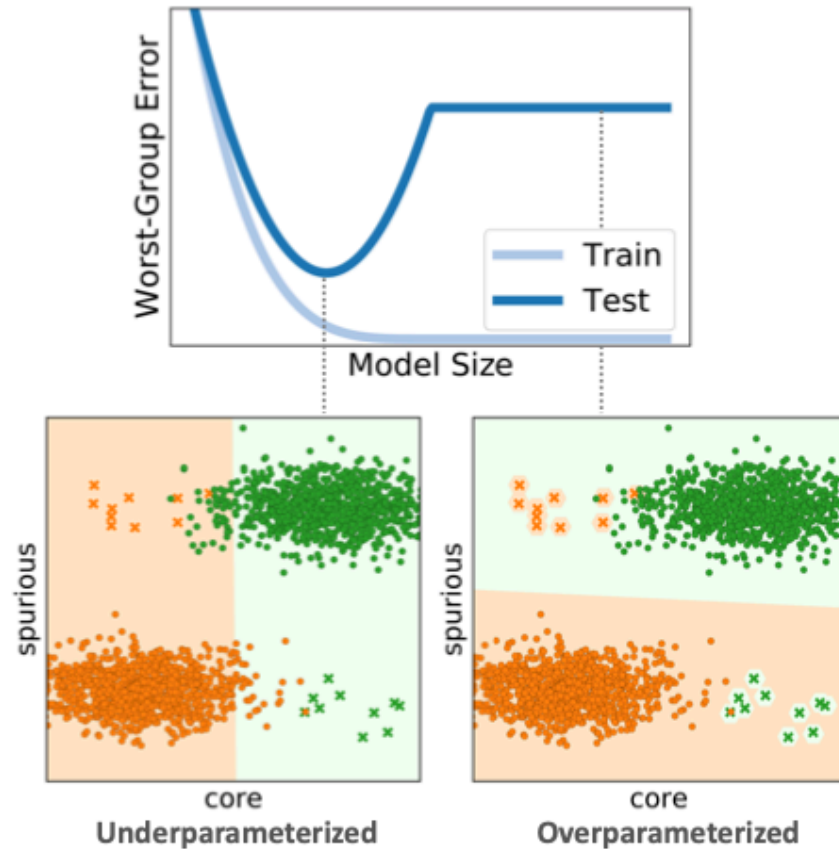 Worst-Group Error
Train
Test
Model Size
spurious
spurious
core
core
Underparameterized
Overparameterized